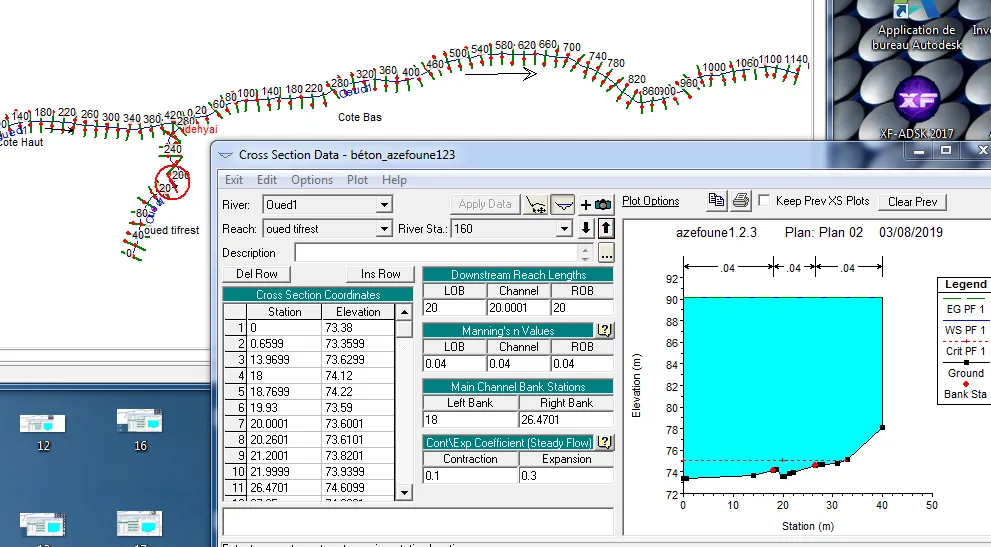 500 540 580 620 660 700
740
780
820
860900 960
1000 1060 1100 1140
460
400
280 320 360
60 80100 140 180 220
140 180 220 260 300 340 380 420 0.20
280
idehyai
Oued1
Cote Bas
Cote Haut
240
200
80
40
0
oued tifrest
Application de
bureau Autodesk
XF
XF-ADSK 2017
Cross Section Data - béton_azefoune123
Exit Edit Options Plot Help
River: Oued1 Apply Data
Reach: oued tifrest River Sta.: 160
Description ...
Del Row Ins Row
Cross Section Coordinates
Station Elevation
1 0 73.38
2 0.6599 73.3599
3 13.9699 73.6299
4 18 74.12
5 18.7699 74.22
6 19.93 73.59
7 20.0001 73.6001
8 20.2601 73.6101
9 21.2001 73.8201
10 21.9999 73.9399
11 26.4701 74.6099
Downstream Reach Lengths
LOB Channel ROB
20 20.0001 20
Manning's n Values ?
LOB Channel ROB
0.04 0.04 0.04
Main Channel Bank Stations
Left Bank Right Bank
18 26.4701
Cont\Exp Coefficient (Steady Flow) ?
Contraction Expansion
0.1 0.3
Plot Options Keep Prev XS Plots Clear Prev
azefoune1.2.3 Plan: Plan 02 03/08/2019
.04 .04 .04
92
90
88
86
84
82
80
78
76
74
72
0 10 20 30 40 50
Elevation (m)
Station (m)
Legend
EG PF 1
WS PF 1
Crit PF 1
Ground
Bank Sta
12 16